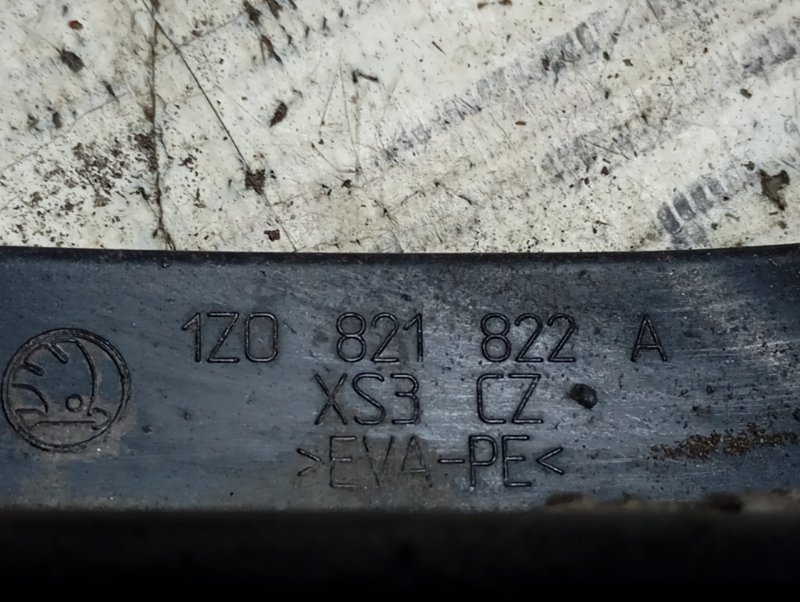 1Z0 821 822 A
XS3 CZ
>EVA-PE<